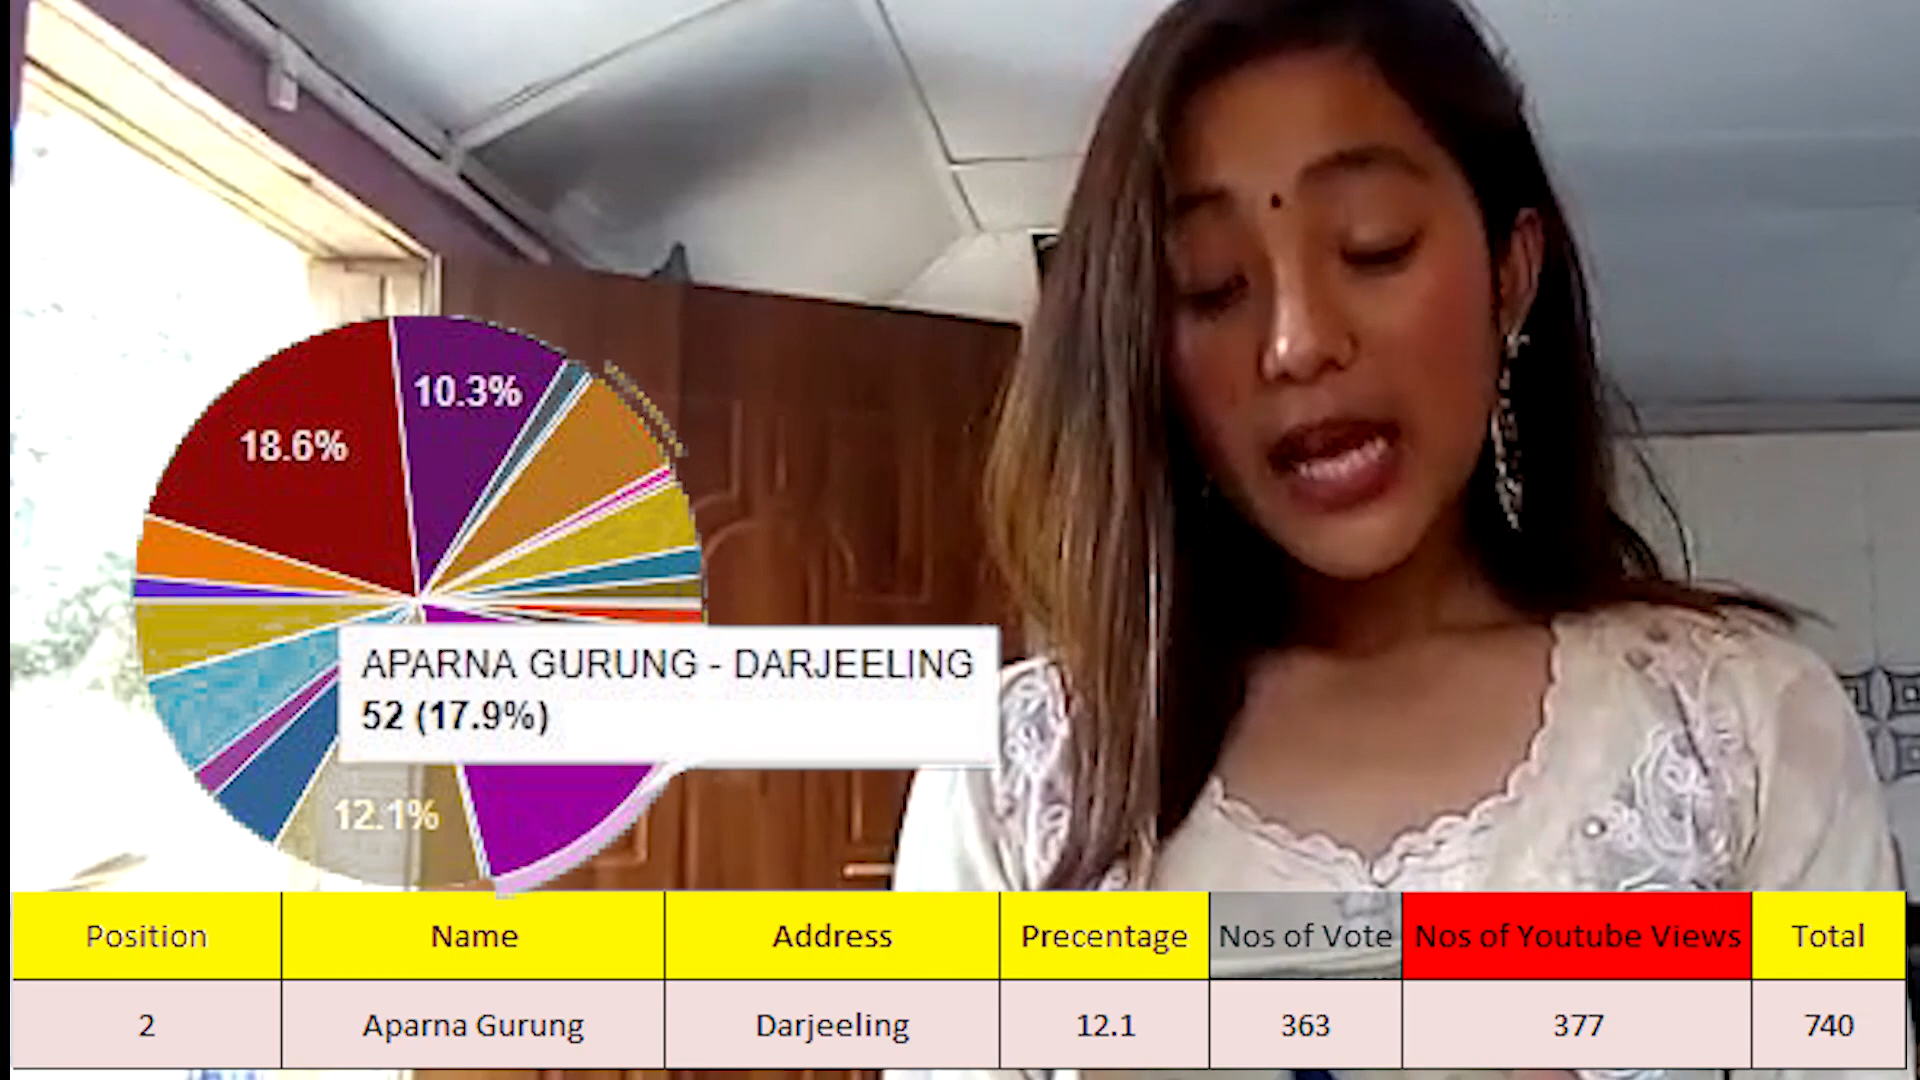 10.3%
18.6%
APARNA GURUNG - DARJEELING
52 (17.9%)
12.1%
Position Name Address Precentage Nos of Vote Nos of Youtube Views Total
2 Aparna Gurung Darjeeling 12.1 363 377 740